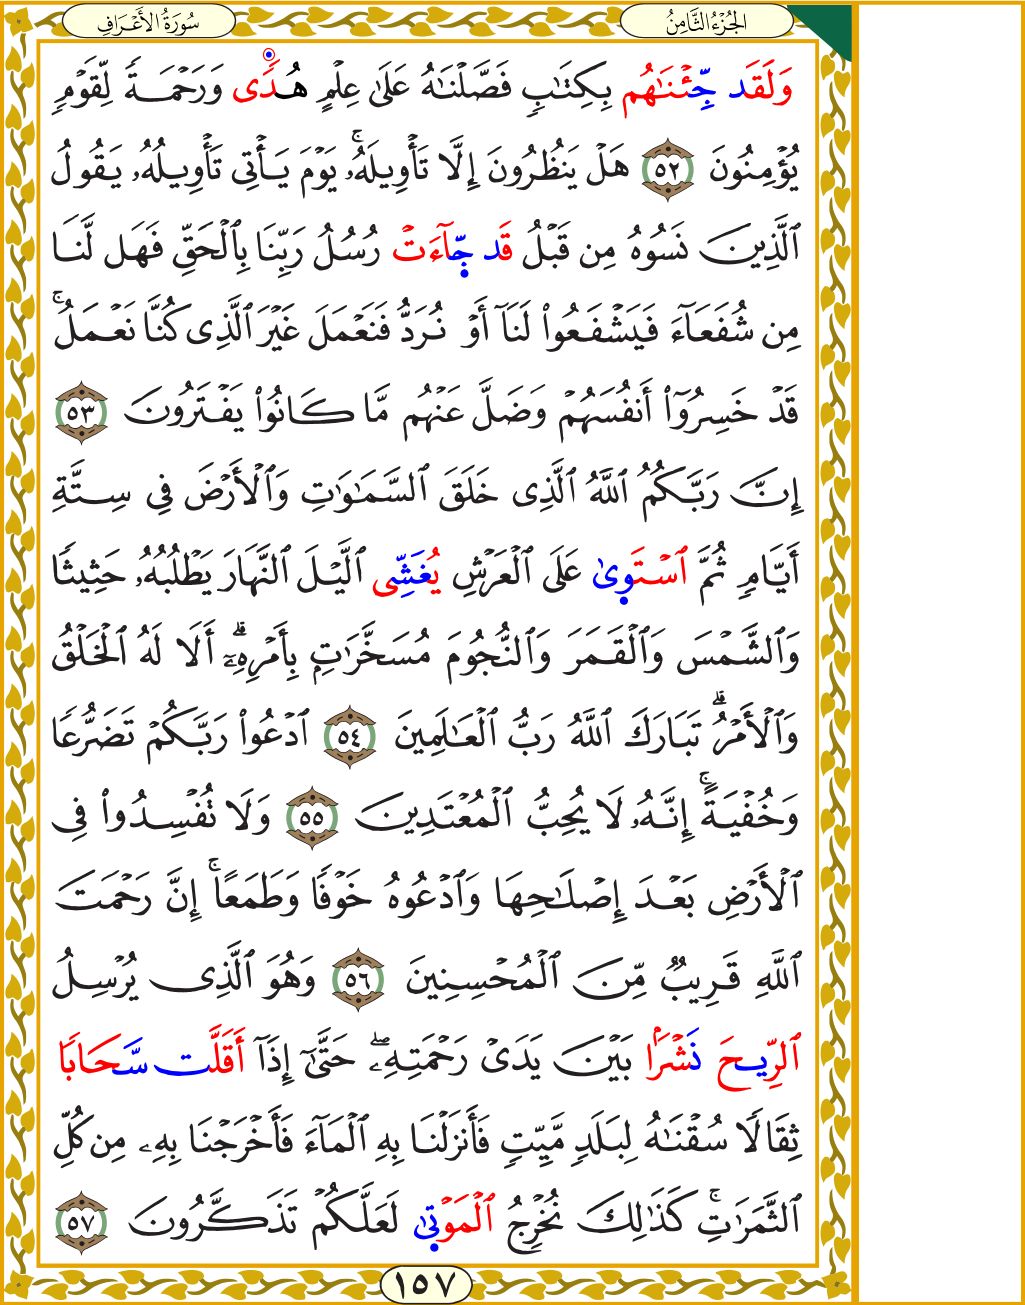 الجُزْءُ الثَّامِنُ
سُورَةُ الأَعْرَافِ
وَلَقَد جِّئْنَٰهُم بِكِتَٰبٖ فَصَّلْنَٰهُ عَلَىٰ عِلْمٍ هُدٗى وَرَحْمَةٗ لِّقَوْمٖ
يُؤْمِنُونَ ٥٢ هَلْ يَنظُرُونَ إِلَّا تَأْوِيلَهُۥۚ يَوْمَ يَأْتِي تَأْوِيلُهُۥ يَقُولُ
ٱلَّذِينَ نَسُوهُ مِن قَبْلُ قَد جَّآءَتْ رُسُلُ رَبِّنَا بِٱلْحَقِّ فَهَل لَّنَا
مِن شُفَعَآءَ فَيَشْفَعُوا۟ لَنَآ أَوْ نُرَدُّ فَنَعْمَلَ غَيْرَ ٱلَّذِى كُنَّا نَعْمَلُۚ
قَدْ خَسِرُوٓا۟ أَنفُسَهُمْ وَضَلَّ عَنْهُم مَّا كَانُوا۟ يَفْتَرُونَ ٥٣
إِنَّ رَبَّكُمُ ٱللَّهُ ٱلَّذِى خَلَقَ ٱلسَّمَٰوَٰتِ وَٱلْأَرْضَ فِى سِتَّةِ
أَيَّامٖ ثُمَّ ٱسْتَوىٰ عَلَى ٱلْعَرْشِ يُغَشِّى ٱلَّيْلَ ٱلنَّهَارَ يَطْلُبُهُۥ حَثِيثٗا
وَٱلشَّمْسَ وَٱلْقَمَرَ وَٱلنُّجُومَ مُسَخَّرَٰتِۭ بِأَمْرِهِۦٓۗ أَلَا لَهُ ٱلْخَلْقُ
وَٱلْأَمْرُۗ تَبَارَكَ ٱللَّهُ رَبُّ ٱلْعَٰلَمِينَ ٥٤ ٱدْعُوا۟ رَبَّكُمْ تَضَرُّعٗا
وَخُفْيَةًۚ إِنَّهُۥ لَا يُحِبُّ ٱلْمُعْتَدِينَ ٥٥ وَلَا تُفْسِدُوا۟ فِى
ٱلْأَرْضِ بَعْدَ إِصْلَٰحِهَا وَٱدْعُوهُ خَوْفٗا وَطَمَعًاۚ إِنَّ رَحْمَتَ
ٱللَّهِ قَرِيبٌ مِّنَ ٱلْمُحْسِنِينَ ٥٦ وَهُوَ ٱلَّذِى يُرْسِلُ
ٱلرِّيحَ نَشْرَۢا بَيْنَ يَدَىْ رَحْمَتِهِۦۖ حَتَّىٰٓ إِذَآ أَقَلَّت سَّحَابٗا
ثِقَالٗا سُقْنَٰهُ لِبَلَدٖ مَّيِّتٖ فَأَنزَلْنَا بِهِ ٱلْمَآءَ فَأَخْرَجْنَا بِهِۦ مِن كُلِّ
ٱلثَّمَرَٰتِۚ كَذَٰلِكَ نُخْرِجُ ٱلْمَوْتىٰ لَعَلَّكُمْ تَذَكَّرُونَ ٥٧
١٥٧